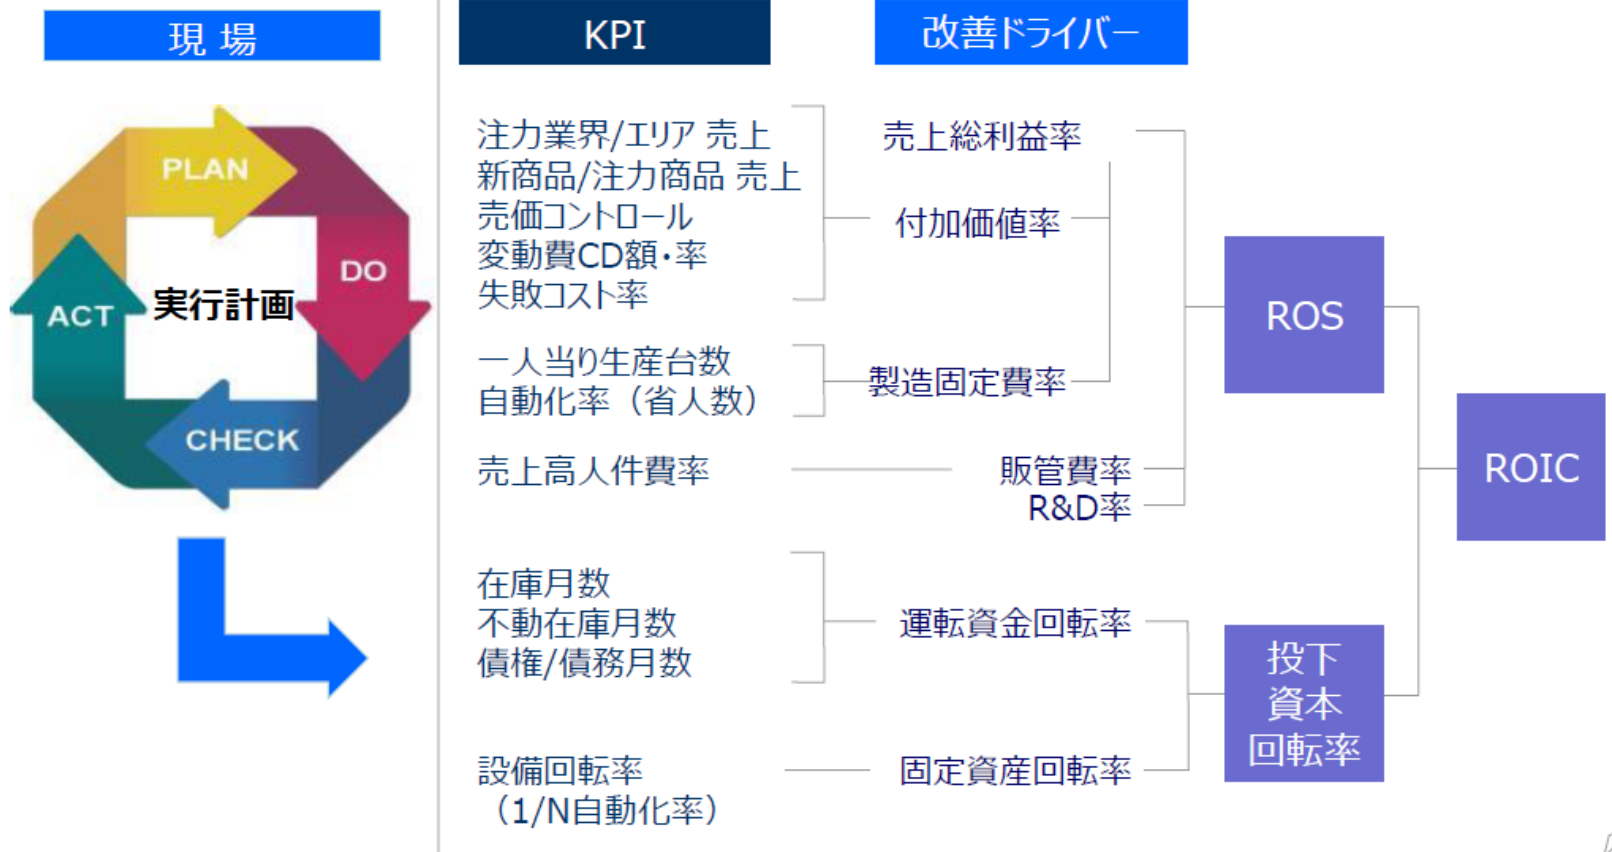 現 場
KPI
改善ドライバー
PLAN
DO
CHECK
ACT
実行計画
注力業界/エリア 売上
新商品/注力商品 売上
売価コントロール
変動費CD額・率
失敗コスト率
一人当り生産台数
自動化率（省人数）
売上高人件費率
在庫月数
不動在庫月数
債権/債務月数
設備回転率
（1/N自動化率）
売上総利益率
付加価値率
製造固定費率
販管費率
R&D率
運転資金回転率
固定資産回転率
ROS
投下
資本
回転率
ROIC